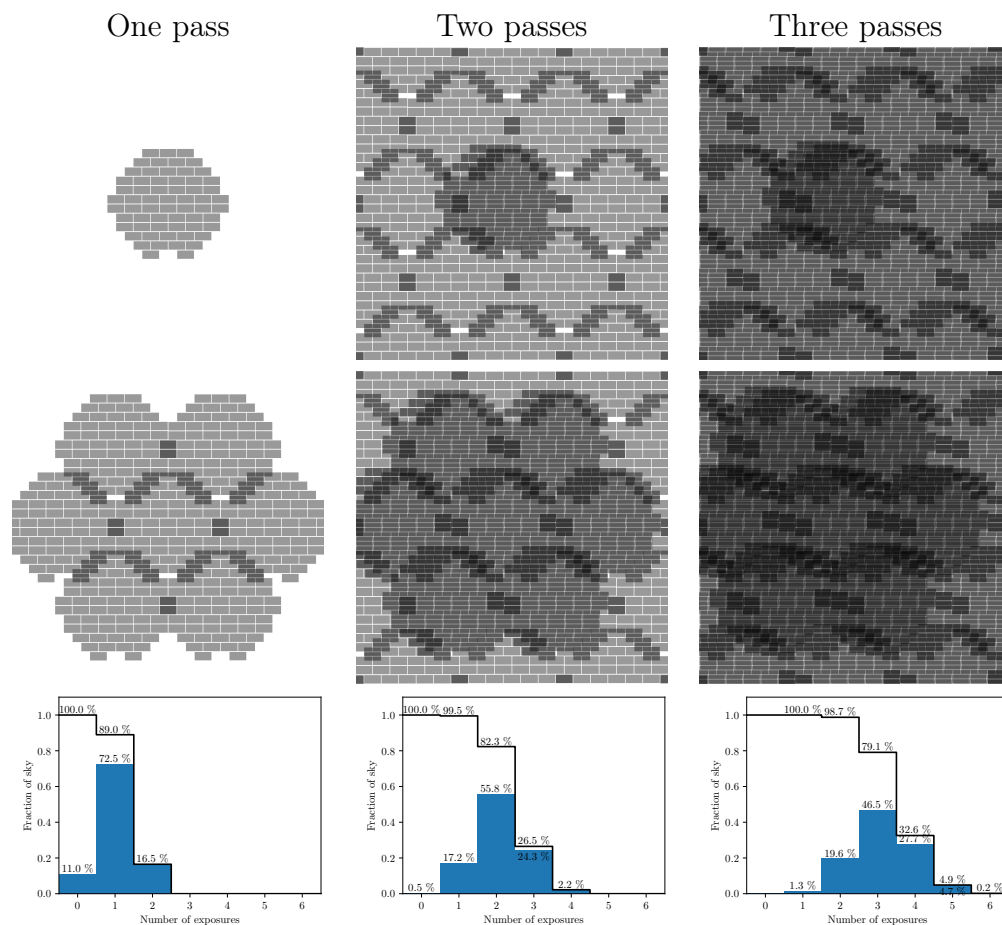 One pass
Two passes
Three passes
100.0 %
89.0 %
72.5 %
11.0 %
16.5 %
1.0
0.8
0.6
0.4
0.2
0.0
Fraction of sky
0 1 2 3 4 5 6
Number of exposures
100.0 % 99.5 %
82.3 %
55.8 %
26.5 %
24.3 %
17.2 %
0.5 %
2.2 %
1.0
0.8
0.6
0.4
0.2
0.0
Fraction of sky
0 1 2 3 4 5 6
Number of exposures
100.0 % 98.7 %
79.1 %
46.5 %
32.6 %
27.7 %
19.6 %
1.3 %
4.9 %
4.7 %
0.2 %
1.0
0.8
0.6
0.4
0.2
0.0
Fraction of sky
0 1 2 3 4 5 6
Number of exposures